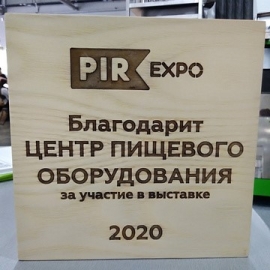 PIR EXPO
Благодарит
ЦЕНТР ПИЩЕВОГО
ОБОРУДОВАНИЯ
за участие в выставке
2020